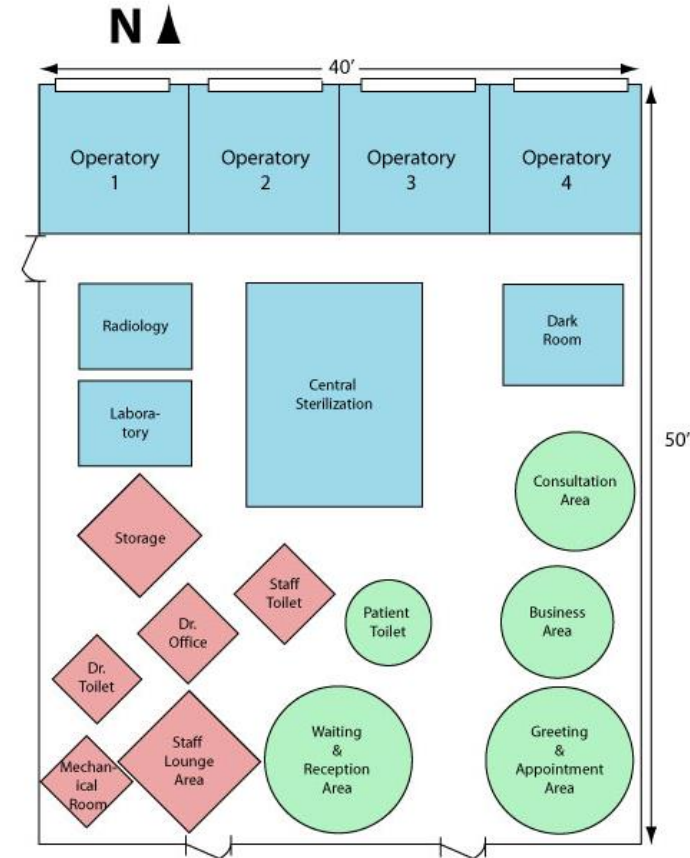 N
40′
Operatory
1
Operatory
2
Operatory
3
Operatory
4
Radiology
Central
Sterilization
Dark
Room
Labora-
tory
50′
Consultation
Area
Storage
Staff
Toilet
Dr.
Office
Patient
Toilet
Business
Area
Dr.
Toilet
Mechan-
ical
Room
Staff
Lounge
Area
Waiting
&
Reception
Area
Greeting
&
Appointment
Area